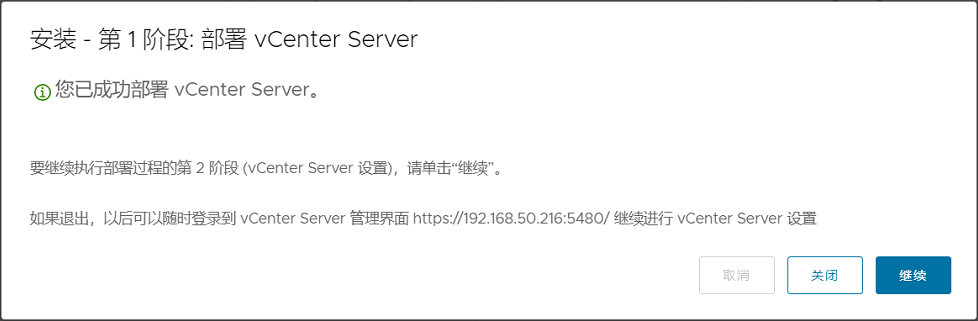 安装 - 第 1 阶段: 部署 vCenter Server
您已成功部署 vCenter Server。
要继续执行部署过程的第 2 阶段 (vCenter Server 设置)，请单击“继续”。
如果退出，以后可以随时登录到 vCenter Server 管理界面 https://192.168.50.216:5480/ 继续进行 vCenter Server 设置
取消
关闭
继续